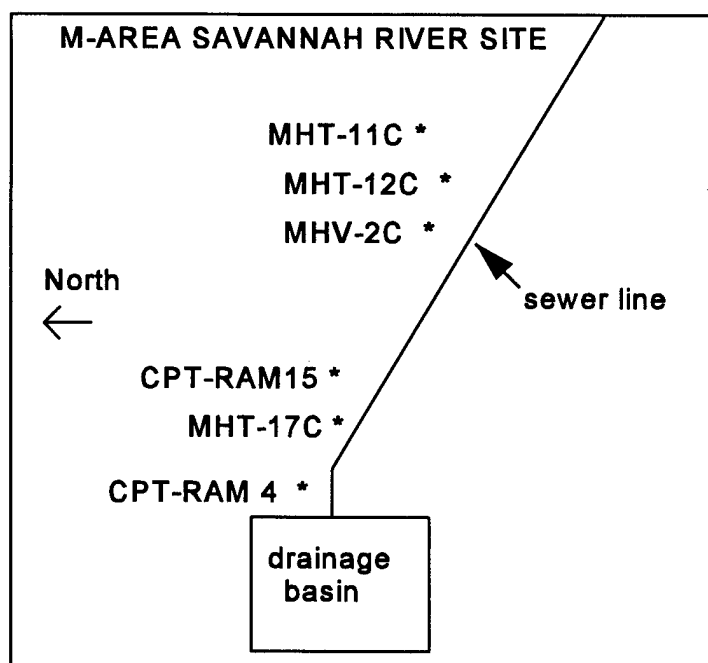 M-AREA SAVANNAH RIVER SITE
MHT-11C *
MHT-12C *
MHV-2C *
North
sewer line
CPT-RAM15 *
MHT-17C *
CPT-RAM 4 *
drainage
basin